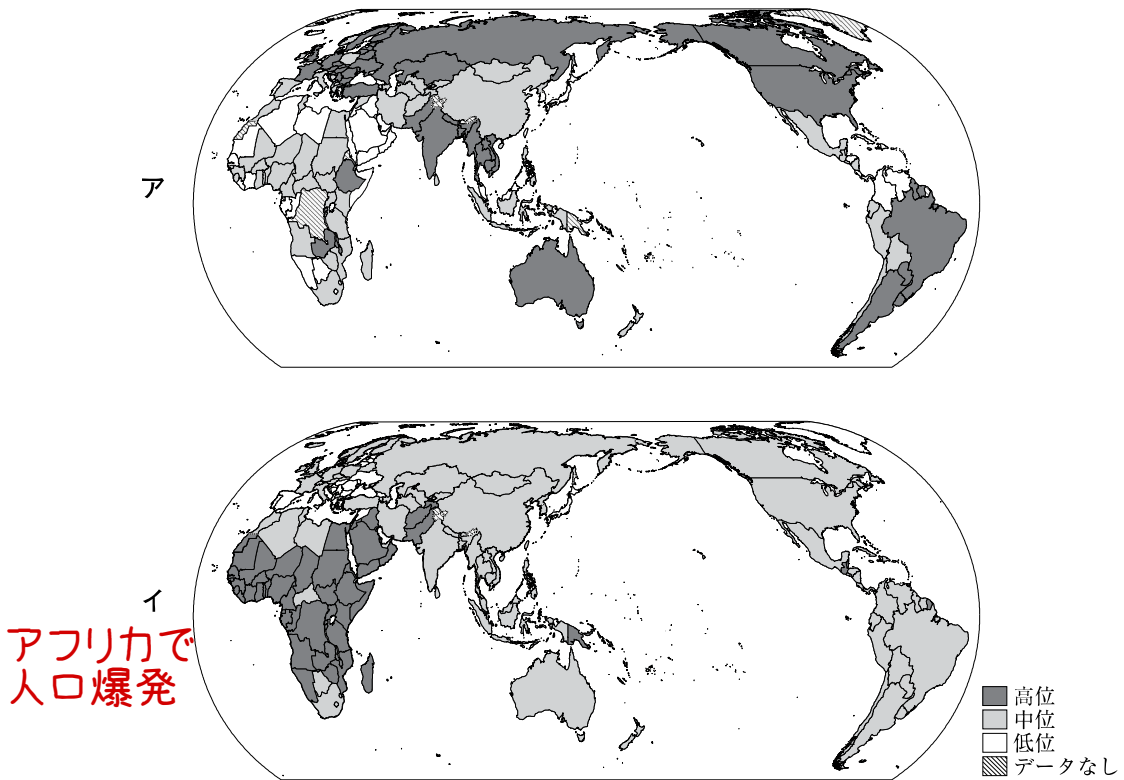 ア
イ
アフリカで
人口爆発
高位
中位
低位
データなし